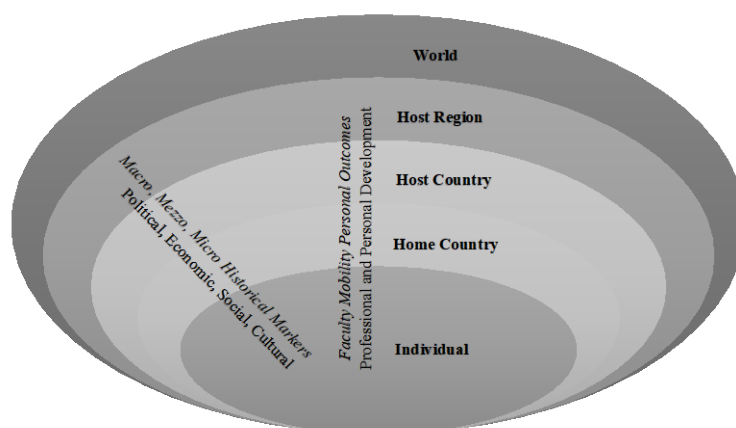 World
Host Region
Host Country
Home Country
Individual
Faculty Mobility Personal Outcomes
Professional and Personal Development
Macro, Mezzo, Micro Historical Markers
Political, Economic, Social, Cultural